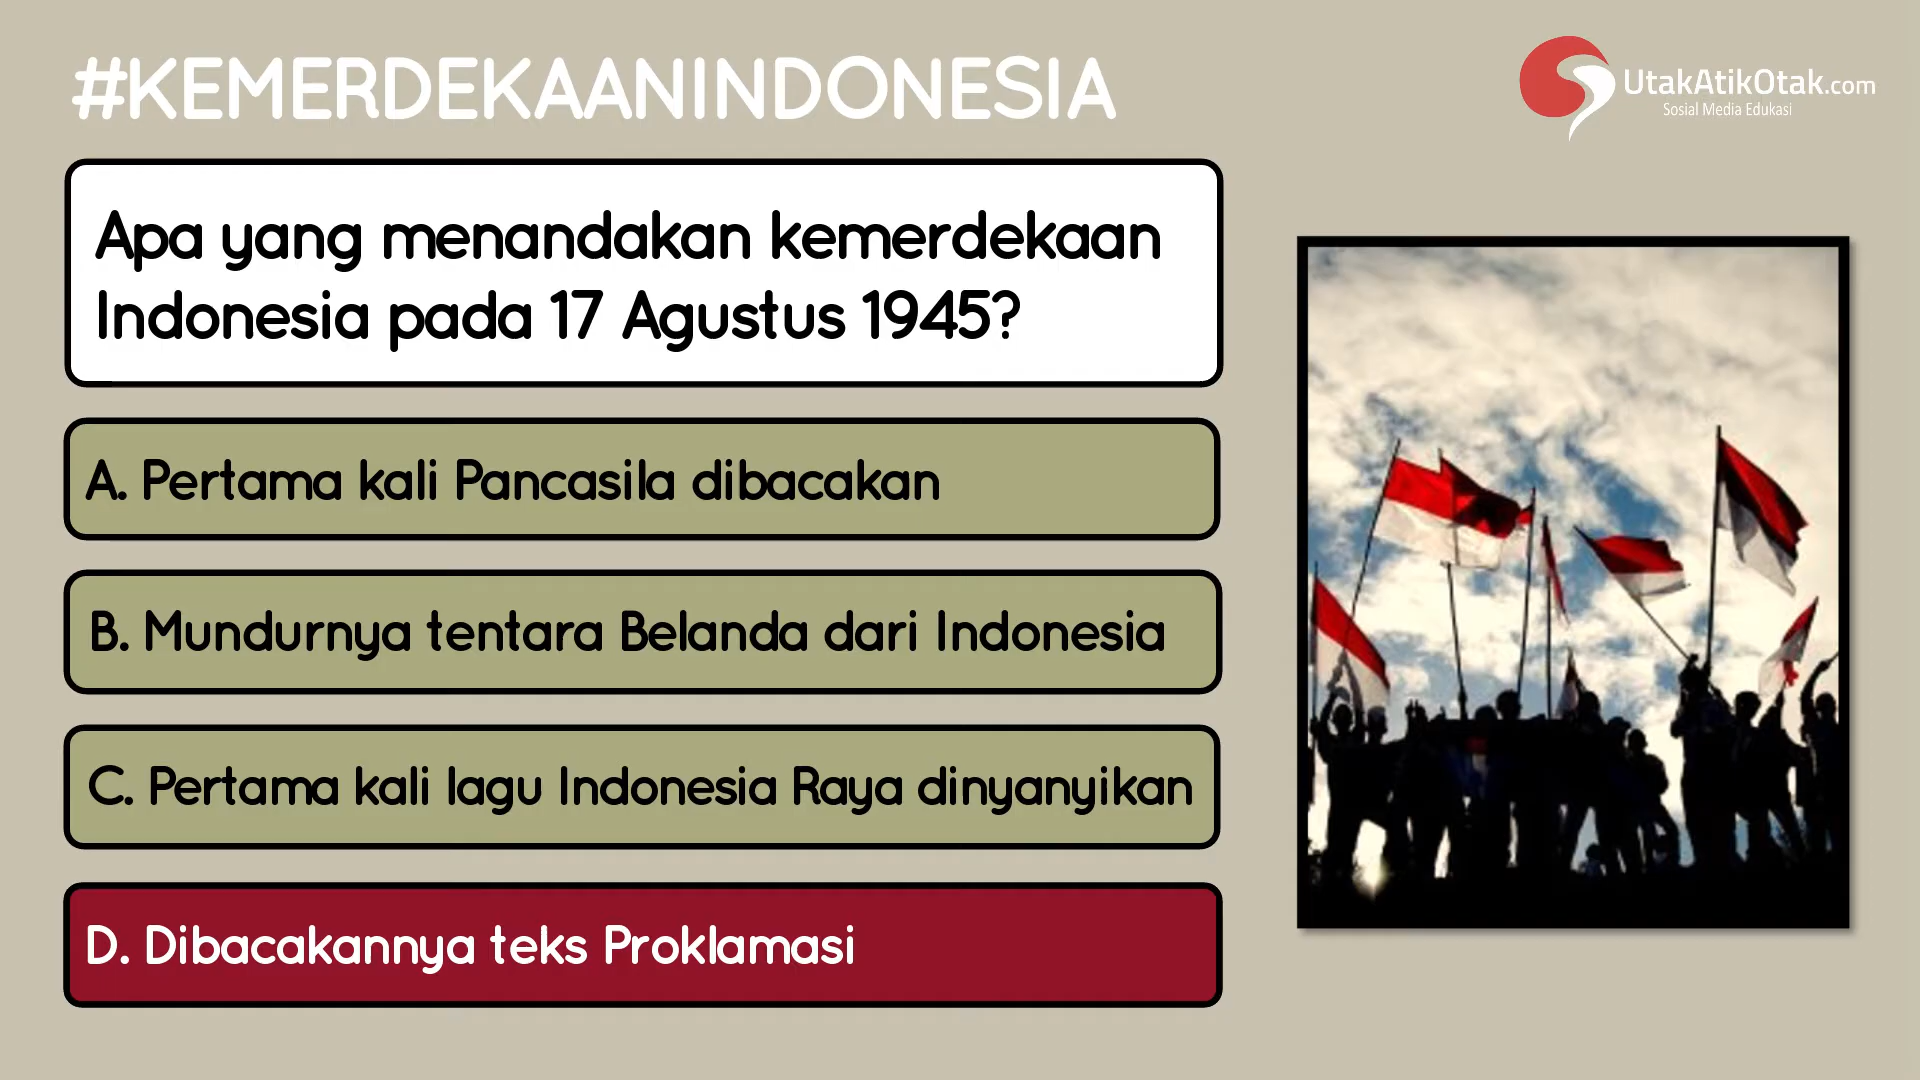 #KEMERDEKAANINDONESIA
UtakAtikOtak.com
Sosial Media Edukasi
Apa yang menandakan kemerdekaan
Indonesia pada 17 Agustus 1945?
A. Pertama kali Pancasila dibacakan
B. Mundurnya tentara Belanda dari Indonesia
C. Pertama kali lagu Indonesia Raya dinyanyikan
D. Dibacakannya teks Proklamasi